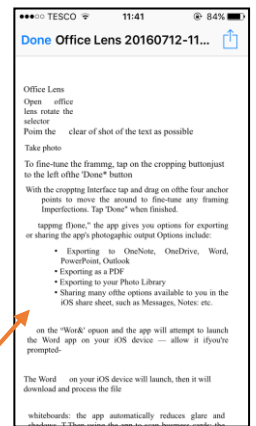 TESCO 11:41 84%
Done Office Lens 20160712-11...
Office Lens
Open office
lens rotate the
selector
Poim the clear of shot of the text as possible
Take photo
To fine-tune the frammg, tap on the cropping buttonjust
to the left ofthe 'Done* button
With the cropptng Interface tap and drag on ofthe four anchor
points to move the around to fine-tune any framing
Imperfections. Tap 'Done" when finished.
tappmg fl)one," the app gives you options for exporting
or sharing the app's photogaphic output Options include:
• Exporting to OneNote, OneDrive, Word,
PowerPoint, Outlook
• Exporting as a PDF
• Exporting to your Photo Library
• Sharing many ofthe options available to you in the
iOS share sheet, such as Messages, Notes: etc.
on the “Wor&' opuon and the app will attempt to launch
the Word app on your iOS device — allow it ifyou're
prompted-
The Word on your iOS device will launch, then it will
download and process the file
whiteboards: the app automatically reduces glare and